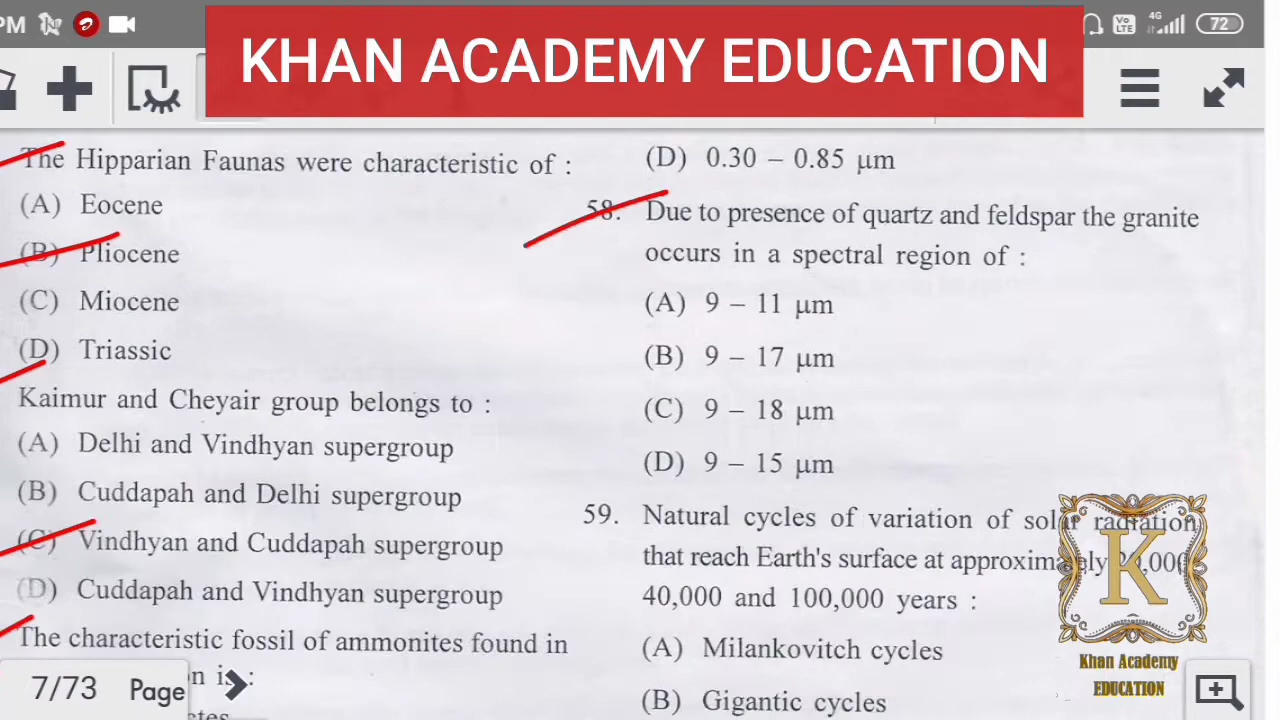 PM
KHAN ACADEMY EDUCATION
Vo
LTE
4G
72
The Hipparian Faunas were characteristic of :
(A) Eocene
(B) Pliocene
(C) Miocene
(D) Triassic
Kaimur and Cheyair group belongs to :
(A) Delhi and Vindhyan supergroup
(B) Cuddapah and Delhi supergroup
(C) Vindhyan and Cuddapah supergroup
(D) Cuddapah and Vindhyan supergroup
The characteristic fossil of ammonites found in
:
7/73 Page
(D) 0.30 – 0.85 μm
58. Due to presence of quartz and feldspar the granite
occurs in a spectral region of :
(A) 9 – 11 μm
(B) 9 – 17 μm
(C) 9 – 18 μm
(D) 9 – 15 μm
59. Natural cycles of variation of solar radiation
that reach Earth's surface at approximately
40,000 and 100,000 years :
(A) Milankovitch cycles
(B) Gigantic cycles
K
Khan Academy
EDUCATION